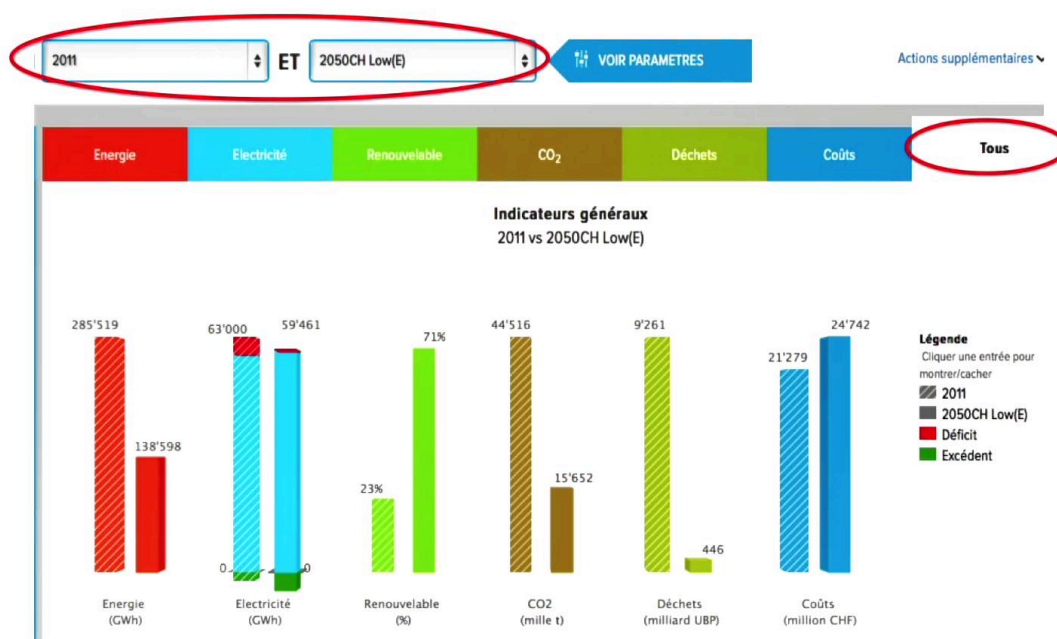 2011 ET 2050CH Low(E) VOIR PARAMETRES Actions supplémentaires
Energie Electricité Renouvelable CO₂ Déchets Coûts Tous
Indicateurs généraux
2011 vs 2050CH Low(E)
285'519 63'000 59'461 71% 44'516 9'261 24'742
21'279
138'598 23% 15'652 446
0 0
Légende
Cliquer une entrée pour
montrer/cacher
2011
2050CH Low(E)
Déficit
Excédent
Energie Electricité Renouvelable CO2 Déchets Coûts
(GWh) (GWh) (%) (mille t) (milliard UBP) (million CHF)